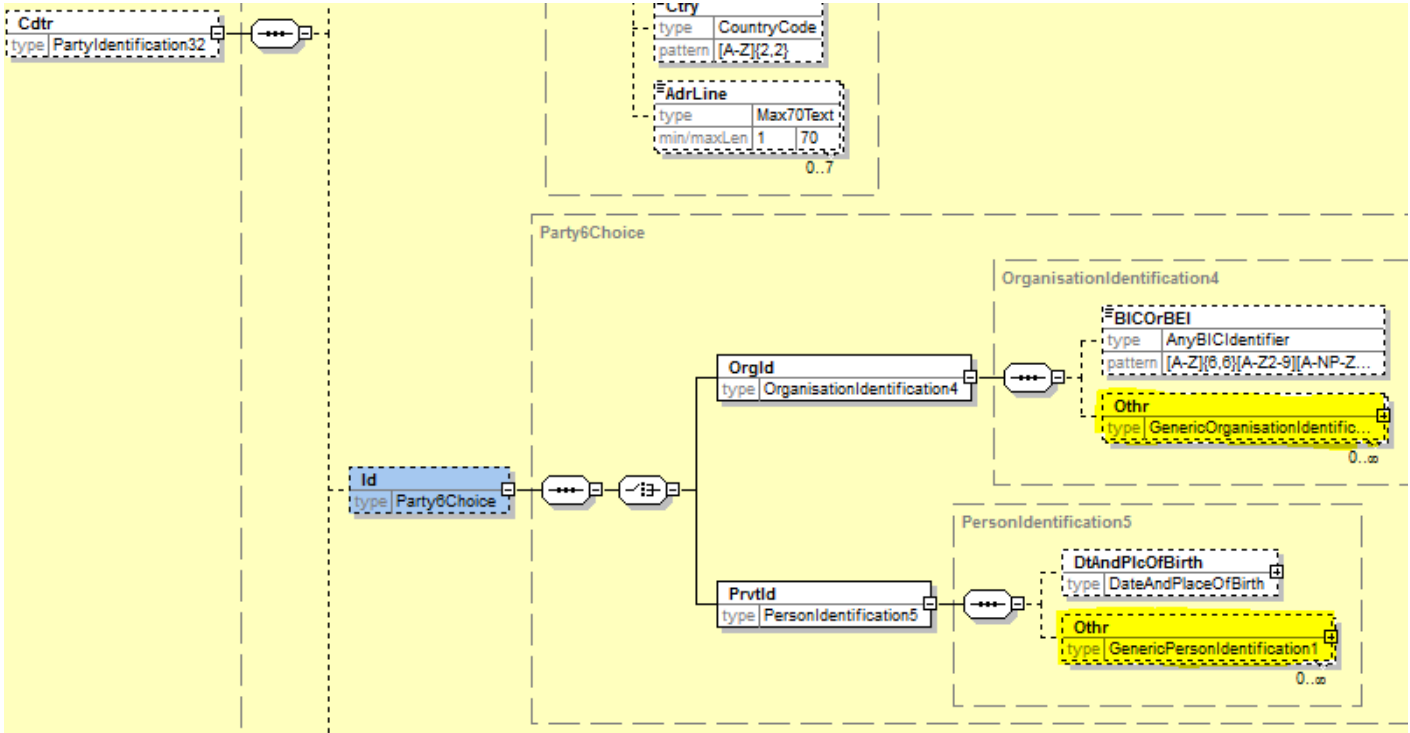 Cdtr
type PartyIdentification32
Ctry
type CountryCode
pattern [A-Z]{2,2}
AdrLine
type Max70Text
min/maxLen 1 70
0..7
Party6Choice
OrganisationIdentification4
BICOrBEI
type AnyBICIdentifier
pattern [A-Z]{6,6}[A-Z2-9][A-NP-Z...
OrgId
type OrganisationIdentification4
Othr
type GenericOrganisationIdentific...
0..∞
Id
type Party6Choice
PersonIdentification5
DtAndPlcOfBirth
type DateAndPlaceOfBirth
PrvtId
type PersonIdentification5
Othr
type GenericPersonIdentification1
0..∞